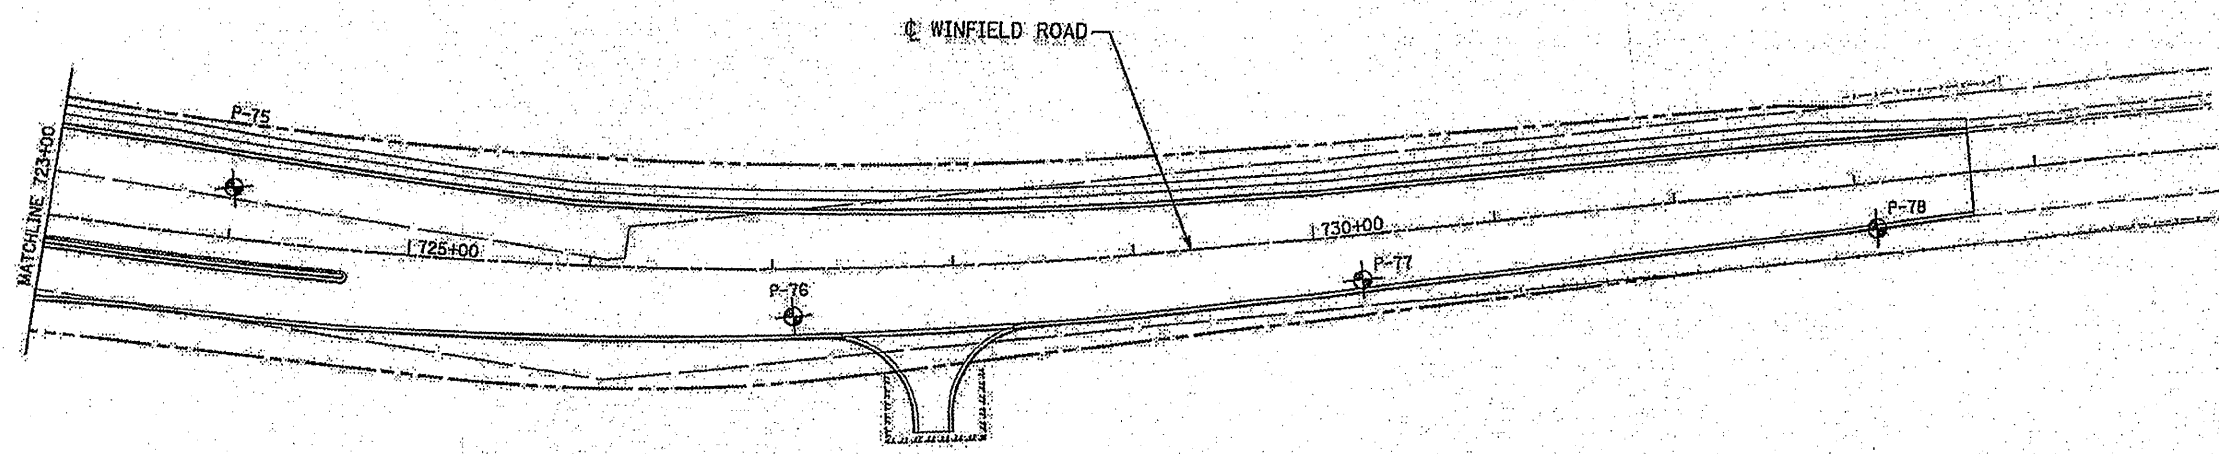 ℄ WINFIELD ROAD
P-75
MATCHLINE 723+00
725+00
730+00
P-78
P-77
P-76